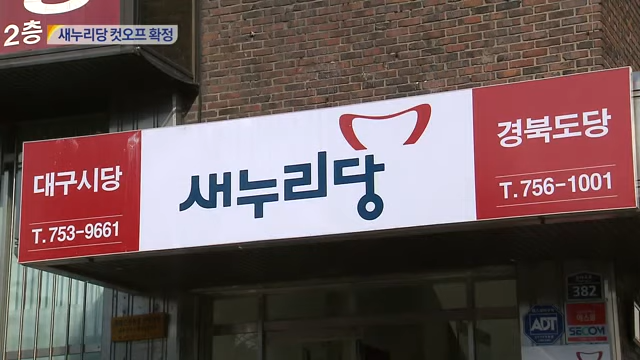 새누리당 컷오프 확정
2층
대구시당
T.753-9661
새누리당
경북도당
T.756-1001
382
ADT
SECOM